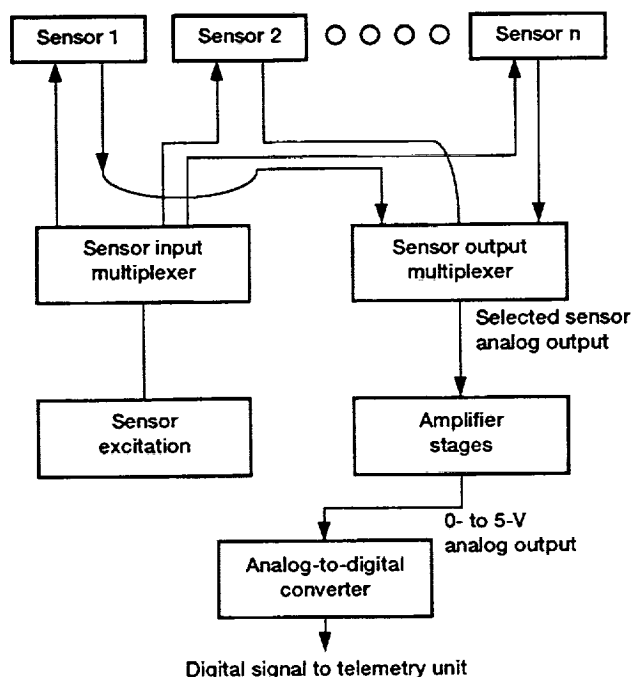 Sensor 1
Sensor 2
Sensor n
Sensor input
multiplexer
Sensor output
multiplexer
Selected sensor
analog output
Sensor
excitation
Amplifier
stages
0- to 5-V
analog output
Analog-to-digital
converter
Digital signal to telemetry unit